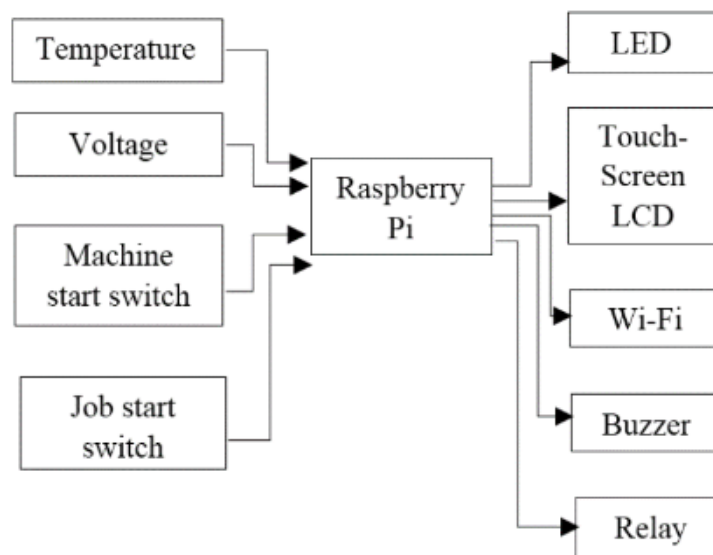 Temperature
Voltage
Machine
start switch
Job start
switch
Raspberry
Pi
LED
Touch-
Screen
LCD
Wi-Fi
Buzzer
Relay